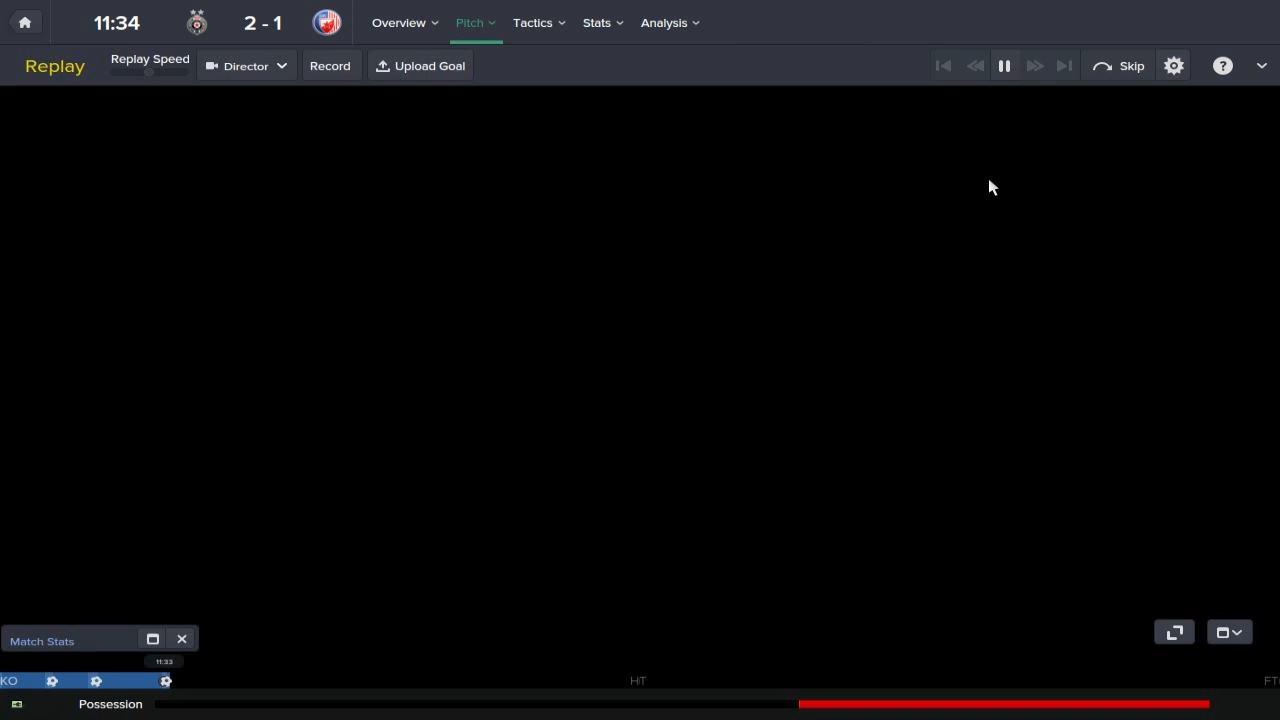 11:34 2 - 1 Overview Pitch Tactics Stats Analysis
Replay Replay Speed Director Record Upload Goal Skip ?
Match Stats
11:33
KO HT FT
Possession